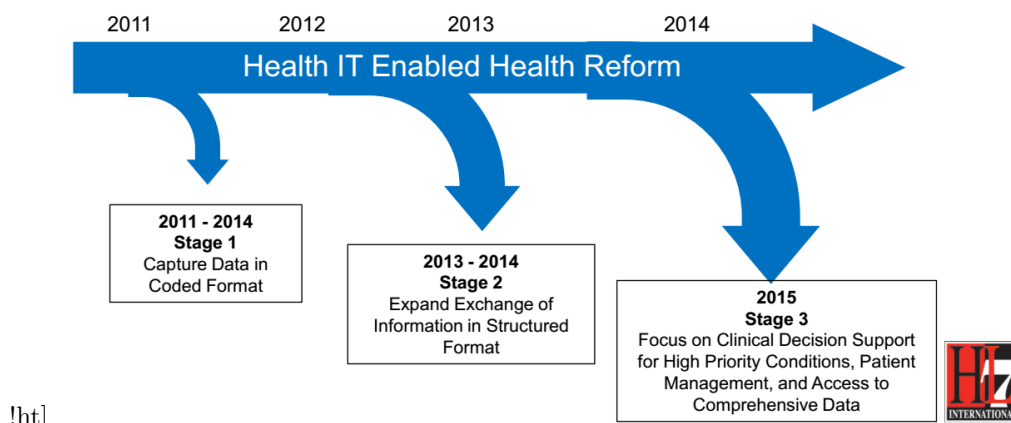 2011 2012 2013 2014
Health IT Enabled Health Reform
2011 - 2014
Stage 1
Capture Data in
Coded Format
2013 - 2014
Stage 2
Expand Exchange of
Information in Structured
Format
2015
Stage 3
Focus on Clinical Decision Support
for High Priority Conditions, Patient
Management, and Access to
Comprehensive Data
HL7
INTERNATIONAL
!ht]